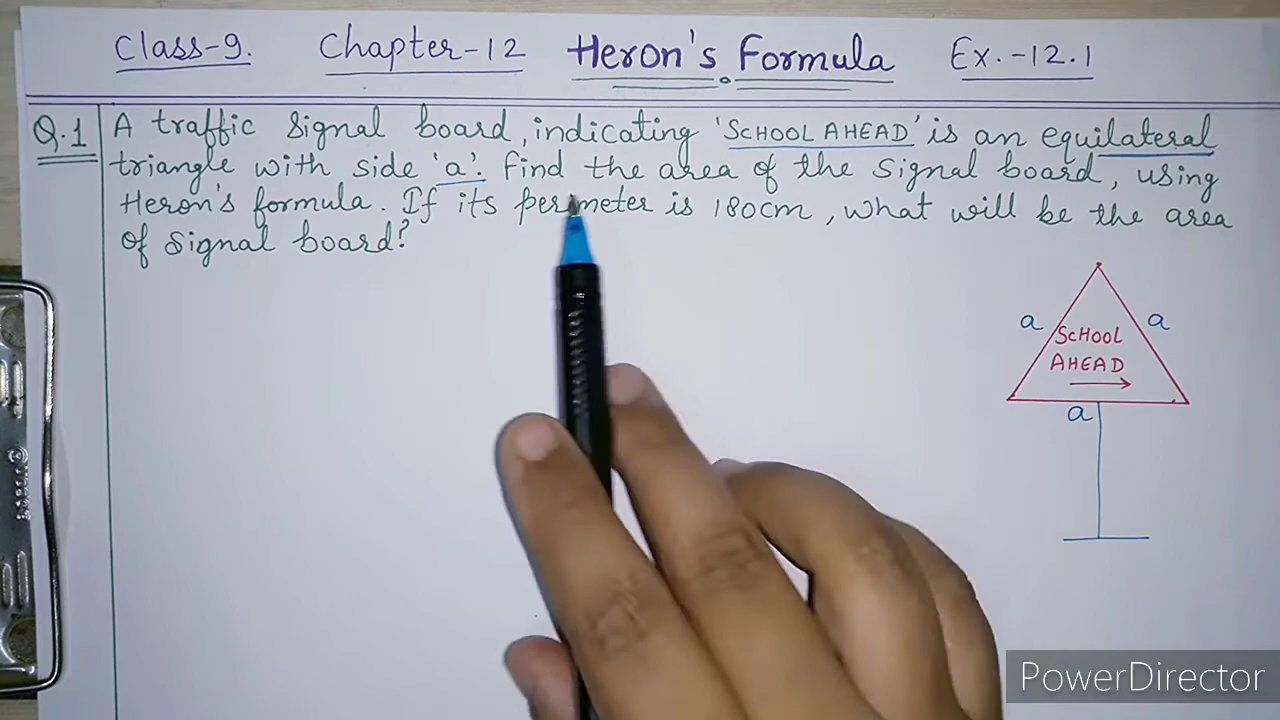 Class-9. Chapter-12 Heron's Formula Ex.-12.1
Q.1 A traffic signal board, indicating 'SCHOOL AHEAD' is an equilateral
triangle with side 'a'. Find the area of the signal board, using
Heron's formula. If its perimeter is 180cm, what will be the area
of signal board?
a
a
SCHOOL
AHEAD
a
PowerDirector